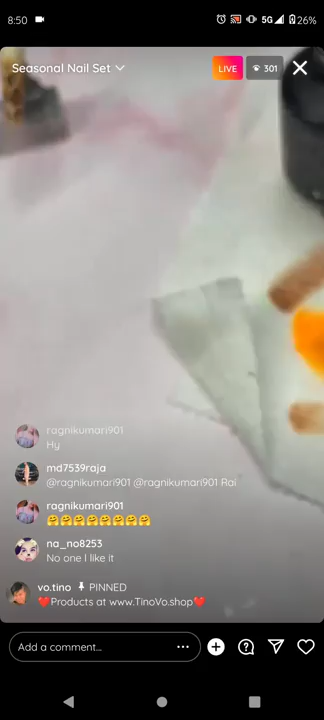 8:50
5G 26%
Seasonal Nail Set
LIVE
301
ragnikumari901
Hy
md7539raja
@ragnikumari901 @ragnikumari901 Rai
ragnikumari901
🤗🤗🤗🤗🤗🤗🤗🤗
na_no8253
No one I like it
vo.tino 📌 PINNED
❤️Products at www.TinoVo.shop❤️
Add a comment...